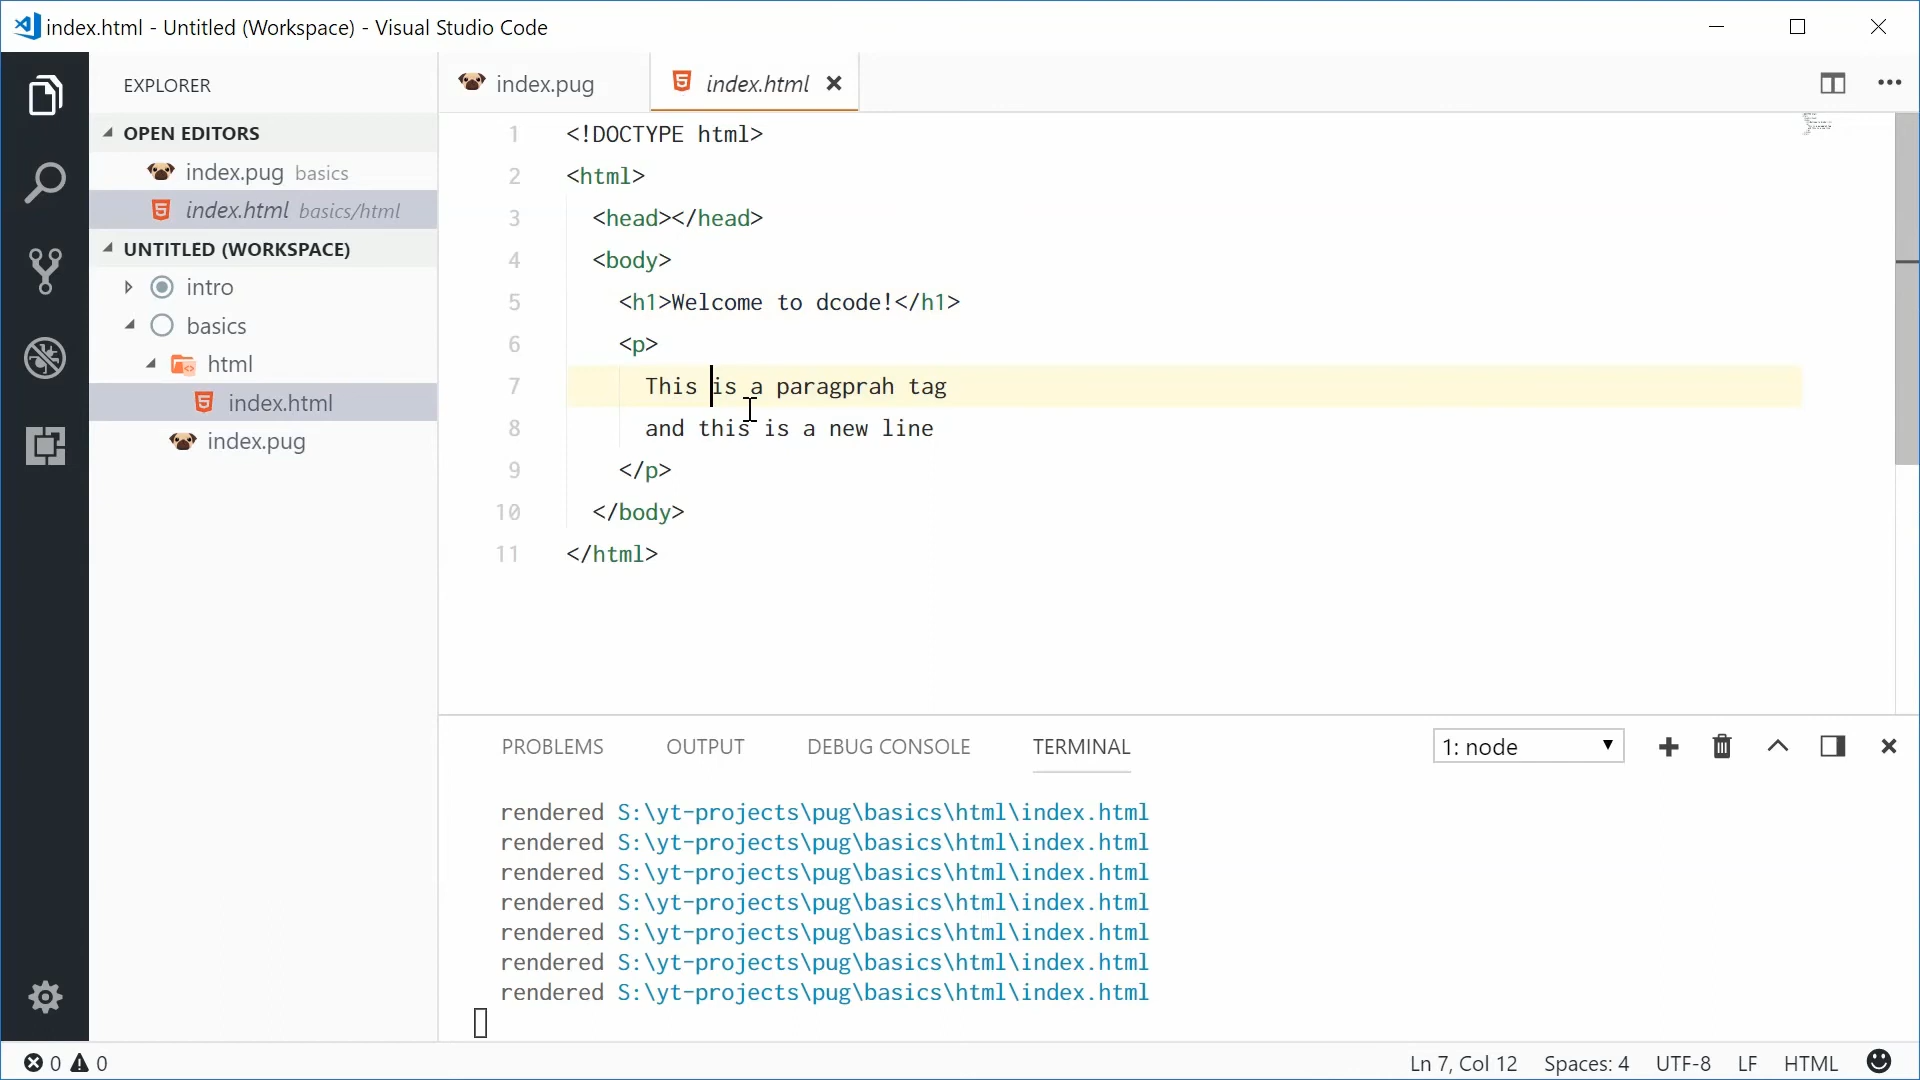 index.html - Untitled (Workspace) - Visual Studio Code
EXPLORER
OPEN EDITORS
index.pug basics
index.html basics/html
UNTITLED (WORKSPACE)
intro
basics
html
index.html
index.pug
index.pug
index.html
1 <!DOCTYPE html>
2 <html>
3 <head></head>
4 <body>
5 <h1>Welcome to dcode!</h1>
6 <p>
7 This is a paragprah tag
8 and this is a new line
9 </p>
10 </body>
11 </html>
PROBLEMS OUTPUT DEBUG CONSOLE TERMINAL 1: node
rendered S:\yt-projects\pug\basics\html\index.html
rendered S:\yt-projects\pug\basics\html\index.html
rendered S:\yt-projects\pug\basics\html\index.html
rendered S:\yt-projects\pug\basics\html\index.html
rendered S:\yt-projects\pug\basics\html\index.html
rendered S:\yt-projects\pug\basics\html\index.html
rendered S:\yt-projects\pug\basics\html\index.html
0 0 Ln 7, Col 12 Spaces: 4 UTF-8 LF HTML